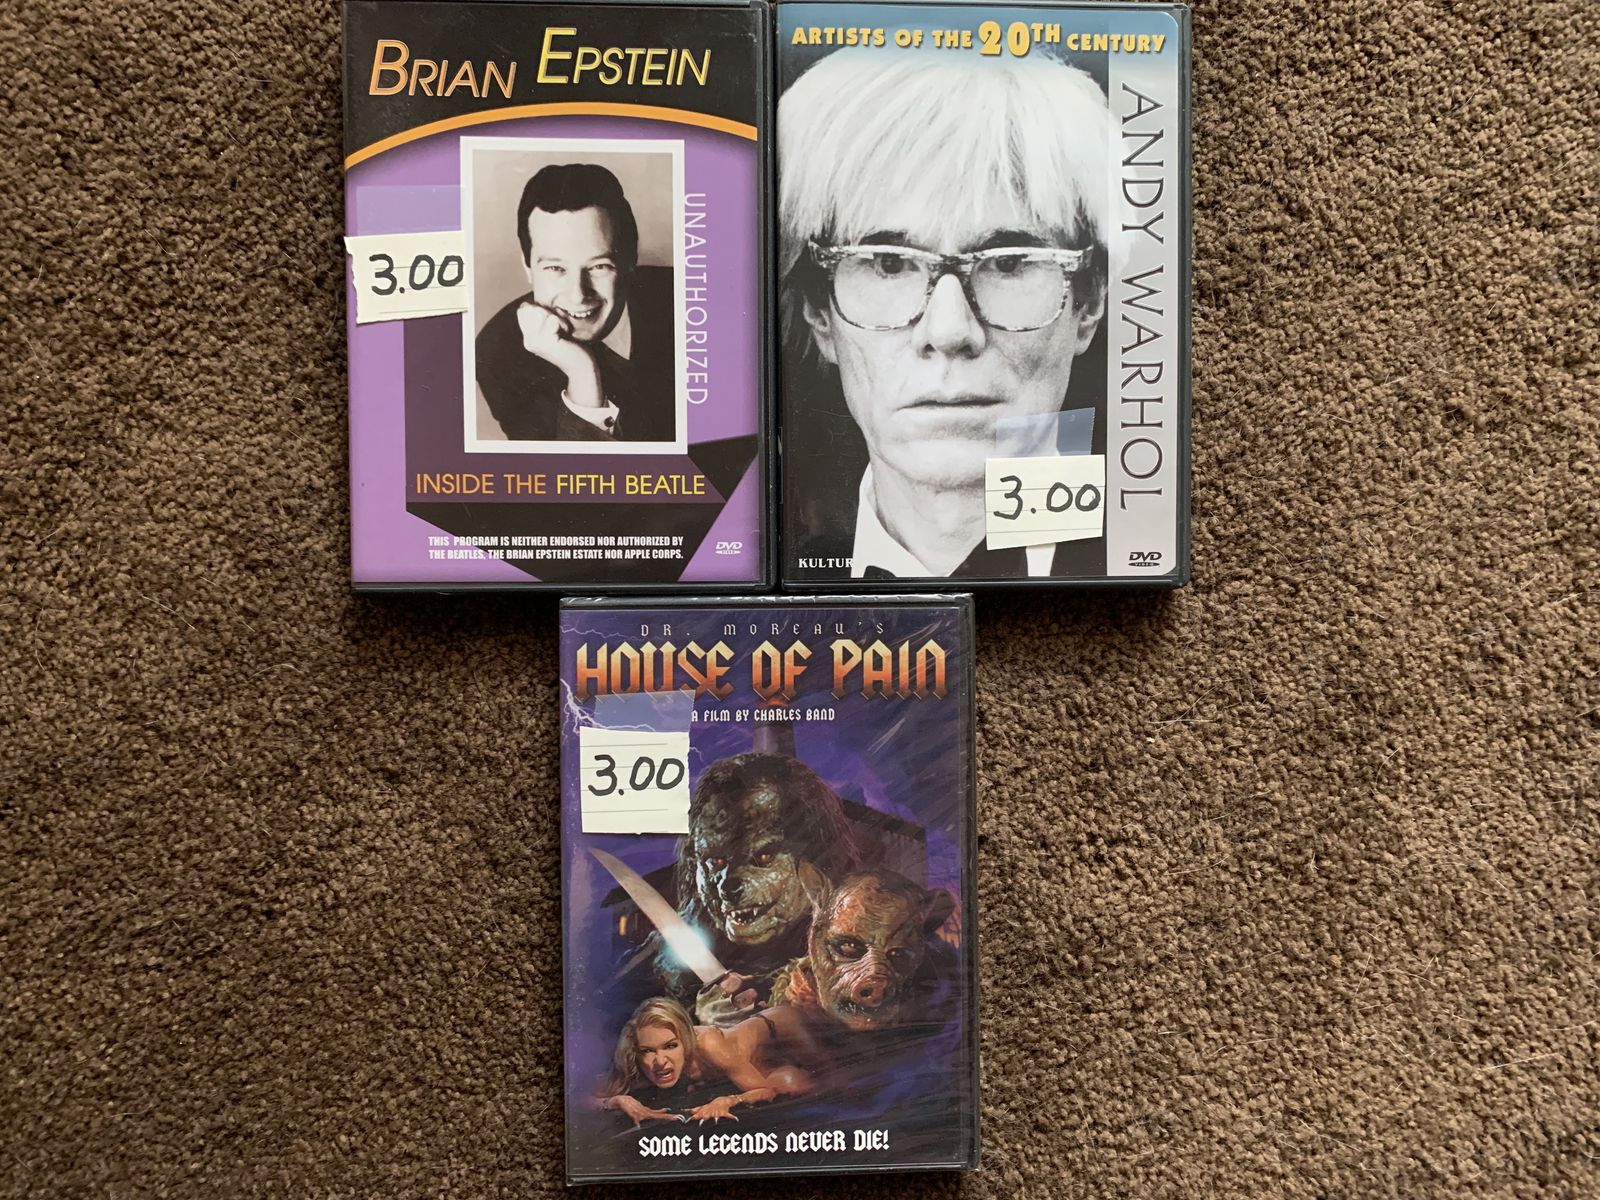 BRIAN EPSTEIN
UNAUTHORIZED
3.00
INSIDE THE FIFTH BEATLE
THIS PROGRAM IS NEITHER ENDORSED NOR AUTHORIZED BY
THE BEATLES, THE BRIAN EPSTEIN ESTATE NOR APPLE CORPS.
DVD
VIDEO
ARTISTS OF THE 20TH CENTURY
ANDY WARHOL
3.00
KULTUR
DVD
VIDEO
DR. MOREAU'S
HOUSE OF PAIN
A FILM BY CHARLES BAND
3.00
SOME LEGENDS NEVER DIE!